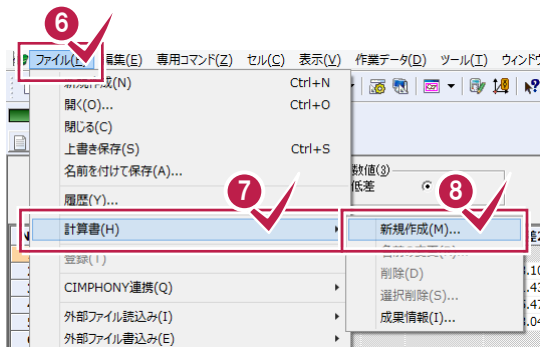 6
ファイル(F) 編集(E) 専用コマンド(Z) セル(C) 表示(V) 作業データ(D) ツール(T) ウィンドウ
新規作成(N) Ctrl+N
開く(O)... Ctrl+O
閉じる(C)
上書き保存(S) Ctrl+S
名前を付けて保存(A)...
数値(3)
履歴(Y)...
低差
7
8
計算書(H)
新規作成(M)...
登録(T)
削除(D)
CIMPHONY連携(Q)
選択削除(S)...
外部ファイル読込み(I)
成果情報(I)...
外部ファイル書込み(E)